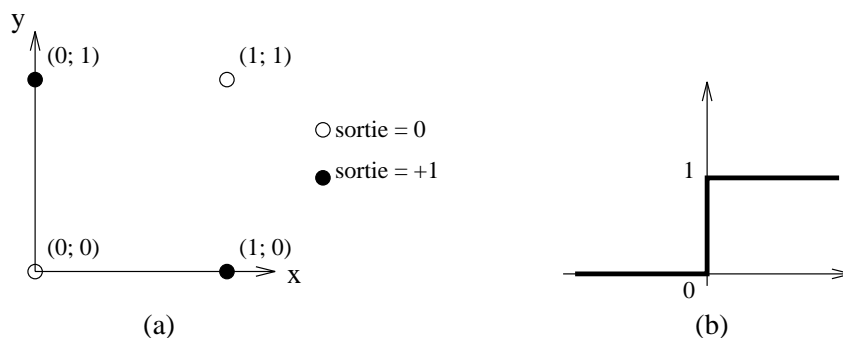 y
(0; 1)
(1; 1)
sortie = 0
sortie = +1
(0; 0)
(1; 0)
x
(a)
1
0
(b)